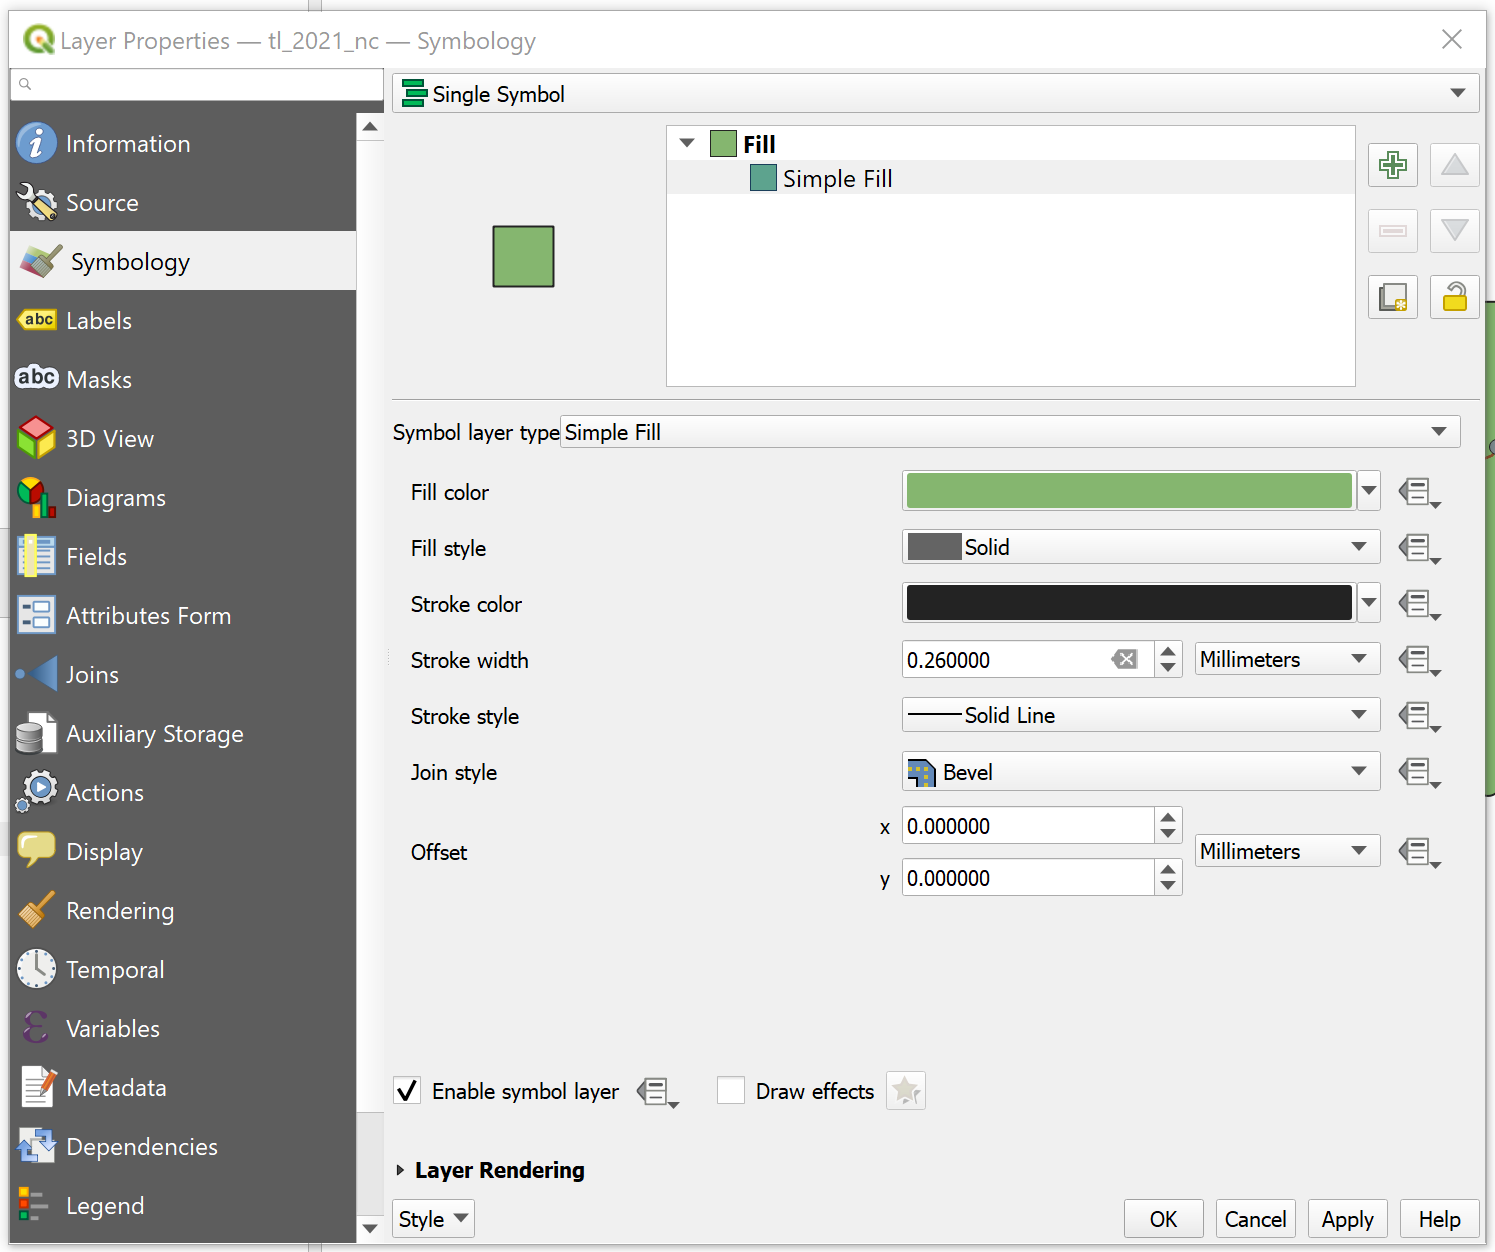 Layer Properties — tl_2021_nc — Symbology
Single Symbol
Information
Source
Symbology
abc Labels
abc Masks
3D View
Diagrams
Fields
Attributes Form
Joins
Auxiliary Storage
Actions
Display
Rendering
Temporal
Variables
Metadata
Dependencies
Legend
Fill
Simple Fill
Symbol layer type Simple Fill
Fill color
Fill style Solid
Stroke color
Stroke width 0.260000 Millimeters
Stroke style Solid Line
Join style Bevel
Offset x 0.000000 Millimeters
y 0.000000
Enable symbol layer Draw effects
Layer Rendering
Style OK Cancel Apply Help